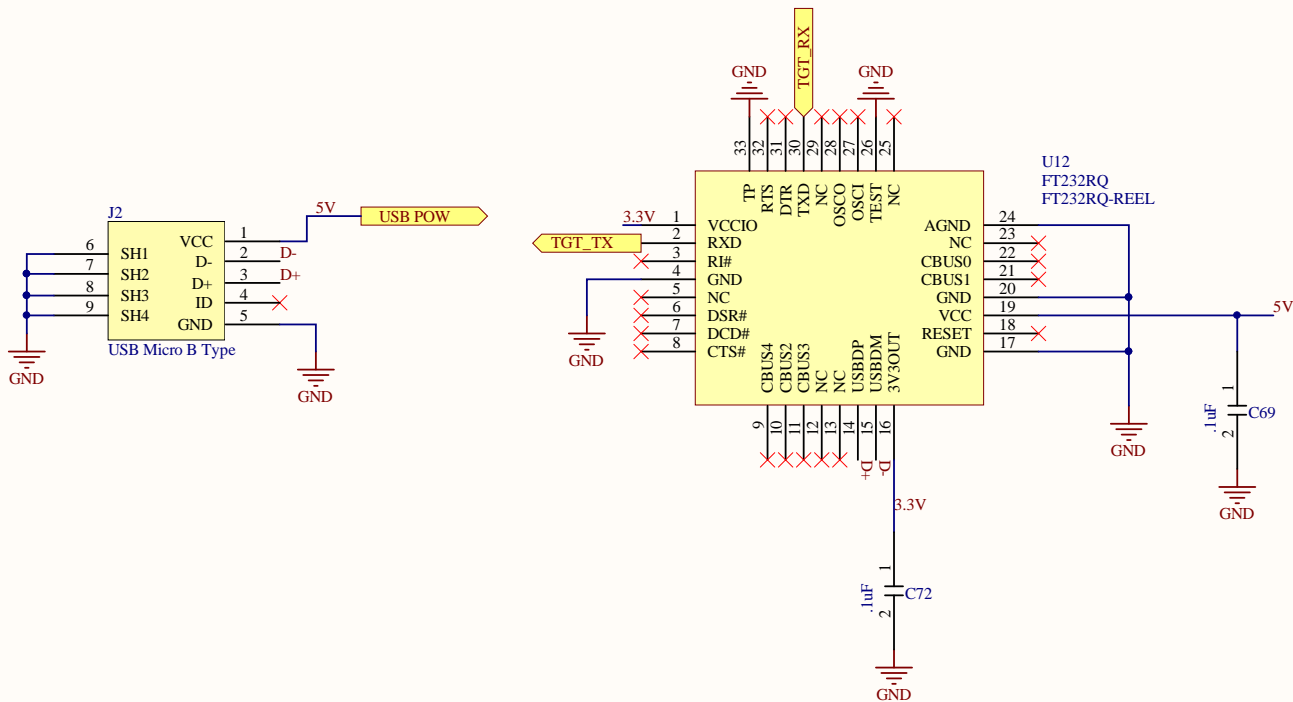 J2
USB Micro B Type
6 SH1
7 SH2
8 SH3
9 SH4
VCC 1
D- 2 D-
D+ 3 D+
ID 4
GND 5
5V
USB POW
GND
GND
GND
TGT_RX
GND
33 32 31 30 29 28 27 26 25
TP RTS DTR TXD NC OSCO OSCI TEST NC
U12
FT232RQ
FT232RQ-REEL
3.3V 1 VCCIO
TGT_TX 2 RXD
3 RI#
4 GND
5 NC
6 DSR#
7 DCD#
8 CTS#
GND
AGND 24
NC 23
CBUS0 22
CBUS1 21
GND 20
VCC 19
RESET 18
GND 17
5V
CBUS4 CBUS2 CBUS3 NC NC USBDP USBDM 3V3OUT
9 10 11 12 13 14 15 16
D+ D-
3.3V
1
.1uF C72
2
GND
GND
1
.1uF C69
2
GND